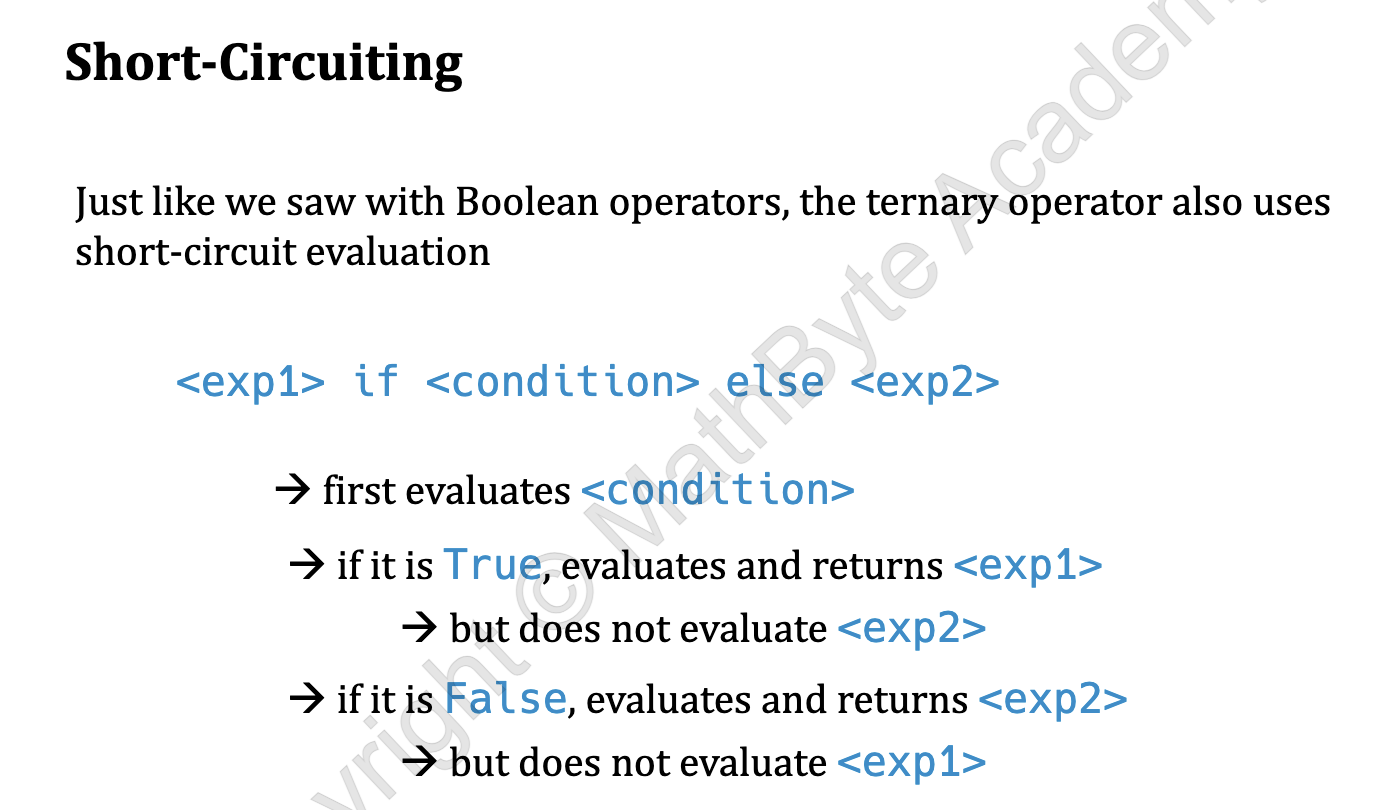 Short-Circuiting
Just like we saw with Boolean operators, the ternary operator also uses
short-circuit evaluation
<exp1> if <condition> else <exp2>
→ first evaluates <condition>
→ if it is True, evaluates and returns <exp1>
→ but does not evaluate <exp2>
→ if it is False, evaluates and returns <exp2>
→ but does not evaluate <exp1>
yright © MathByte Academ